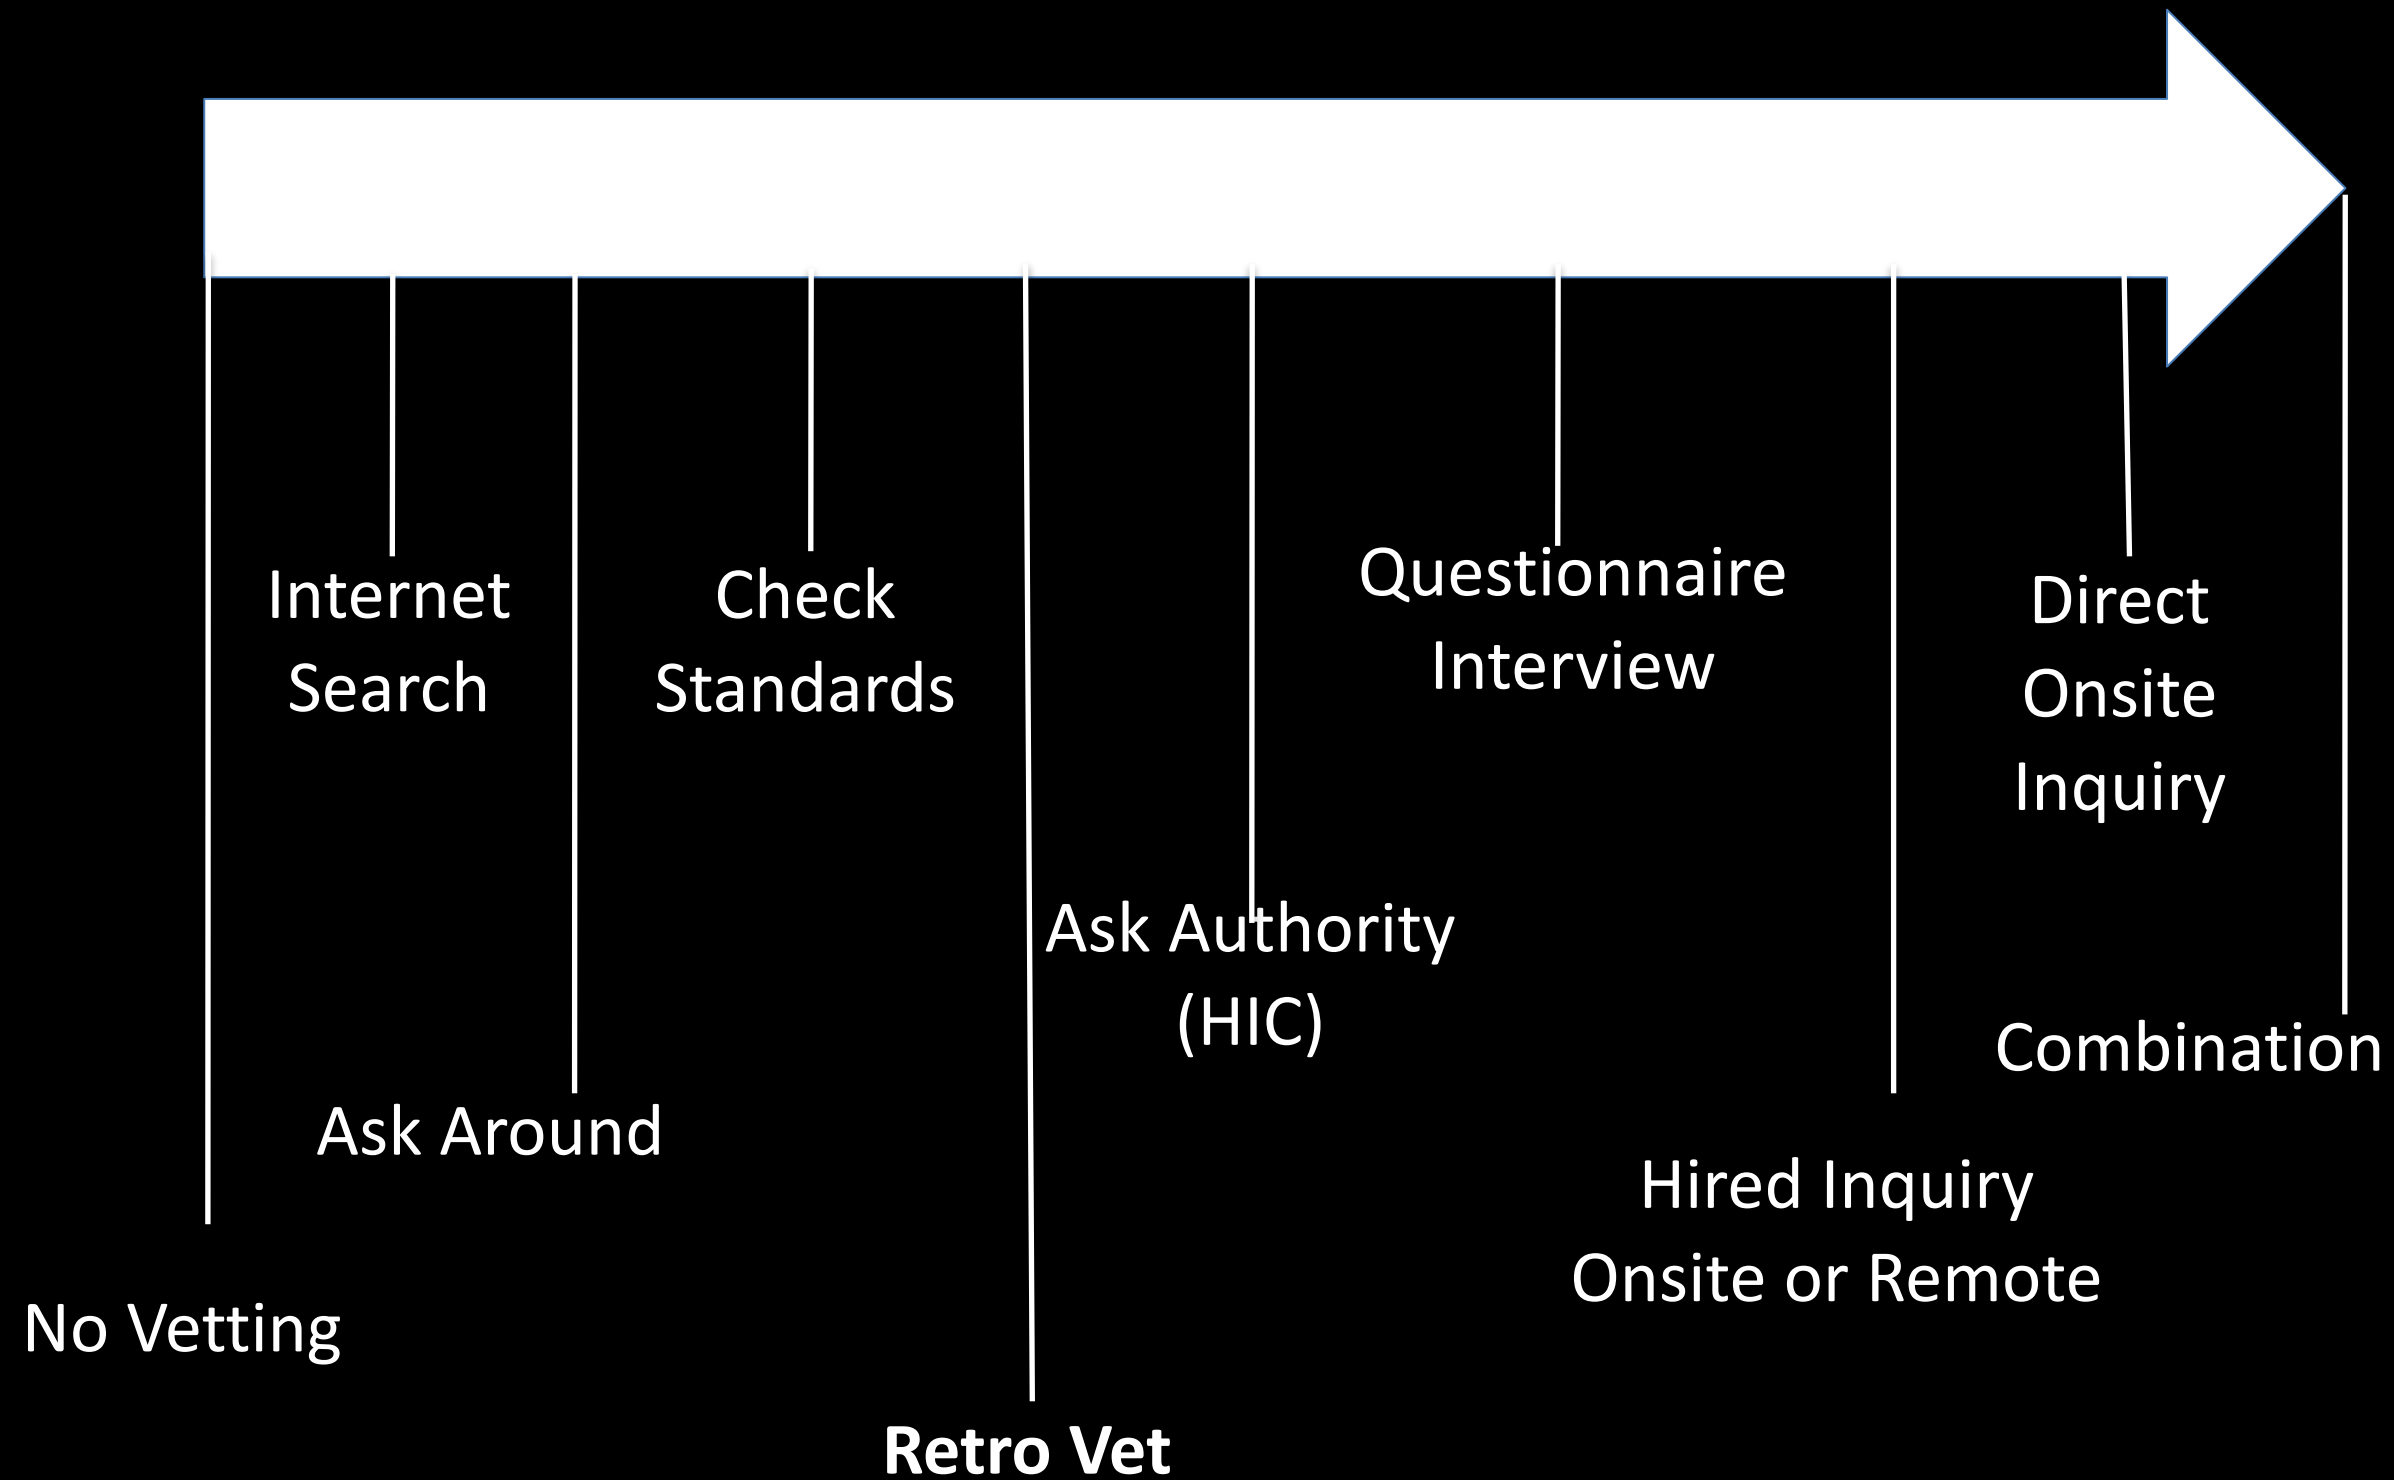 Internet
Search
Check
Standards
Questionnaire
Interview
Direct
Onsite
Inquiry
Ask Authority
(HIC)
Combination
Ask Around
Hired Inquiry
Onsite or Remote
No Vetting
Retro Vet